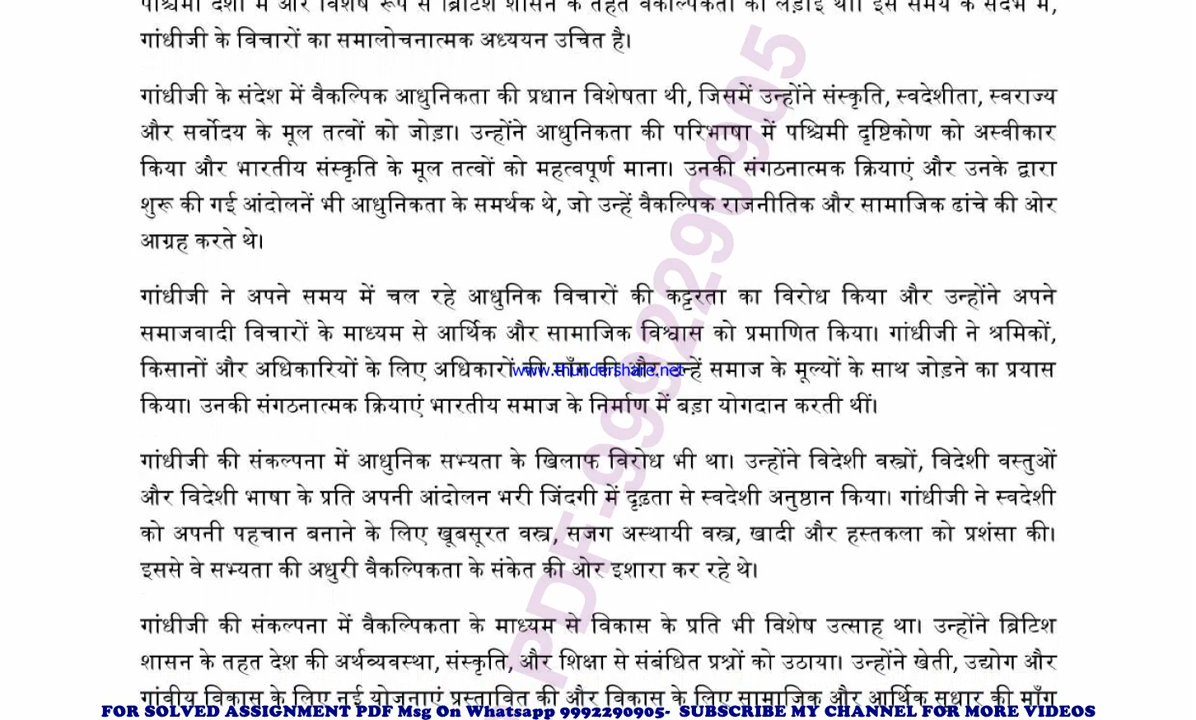 पश्चिमी देशों में और विशेष रूप से ब्रिटिश शासन के तहत वैकल्पिकता की लड़ाई थी। इस समय के संदर्भ में,
गांधीजी के विचारों का समालोचनात्मक अध्ययन उचित है।
गांधीजी के संदेश में वैकल्पिक आधुनिकता की प्रधान विशेषता थी, जिसमें उन्होंने संस्कृति, स्वदेशीता, स्वराज्य
और सर्वोदय के मूल तत्वों को जोड़ा। उन्होंने आधुनिकता की परिभाषा में पश्चिमी दृष्टिकोण को अस्वीकार
किया और भारतीय संस्कृति के मूल तत्वों को महत्वपूर्ण माना। उनकी संगठनात्मक क्रियाएं और उनके द्वारा
शुरू की गई आंदोलनें भी आधुनिकता के समर्थक थे, जो उन्हें वैकल्पिक राजनीतिक और सामाजिक ढांचे की ओर
आग्रह करते थे।
गांधीजी ने अपने समय में चल रहे आधुनिक विचारों की कट्टरता का विरोध किया और उन्होंने अपने
समाजवादी विचारों के माध्यम से आर्थिक और सामाजिक विश्वास को प्रमाणित किया। गांधीजी ने श्रमिकों,
किसानों और अधिकारियों के लिए अधिकारों की माँग की और उन्हें समाज के मूल्यों के साथ जोड़ने का प्रयास
www.thundershare.net
किया। उनकी संगठनात्मक क्रियाएं भारतीय समाज के निर्माण में बड़ा योगदान करती थीं।
गांधीजी की संकल्पना में आधुनिक सभ्यता के खिलाफ विरोध भी था। उन्होंने विदेशी वस्त्रों, विदेशी वस्तुओं
और विदेशी भाषा के प्रति अपनी आंदोलन भरी जिंदगी में दृढ़ता से स्वदेशी अनुष्ठान किया। गांधीजी ने स्वदेशी
को अपनी पहचान बनाने के लिए खूबसूरत वस्त्र, सजग अस्थायी वस्त्र, खादी और हस्तकला को प्रशंसा की।
इससे वे सभ्यता की अधुरी वैकल्पिकता के संकेत की ओर इशारा कर रहे थे।
गांधीजी की संकल्पना में वैकल्पिकता के माध्यम से विकास के प्रति भी विशेष उत्साह था। उन्होंने ब्रिटिश
शासन के तहत देश की अर्थव्यवस्था, संस्कृति, और शिक्षा से संबंधित प्रश्नों को उठाया। उन्होंने खेती, उद्योग और
गांवीय विकास के लिए नई योजनाएं प्रस्तावित की और विकास के लिए सामाजिक और आर्थिक सुधार की माँग
PDF-9992290905
FOR SOLVED ASSIGNMENT PDF Msg On Whatsapp 9992290905- SUBSCRIBE MY CHANNEL FOR MORE VIDEOS